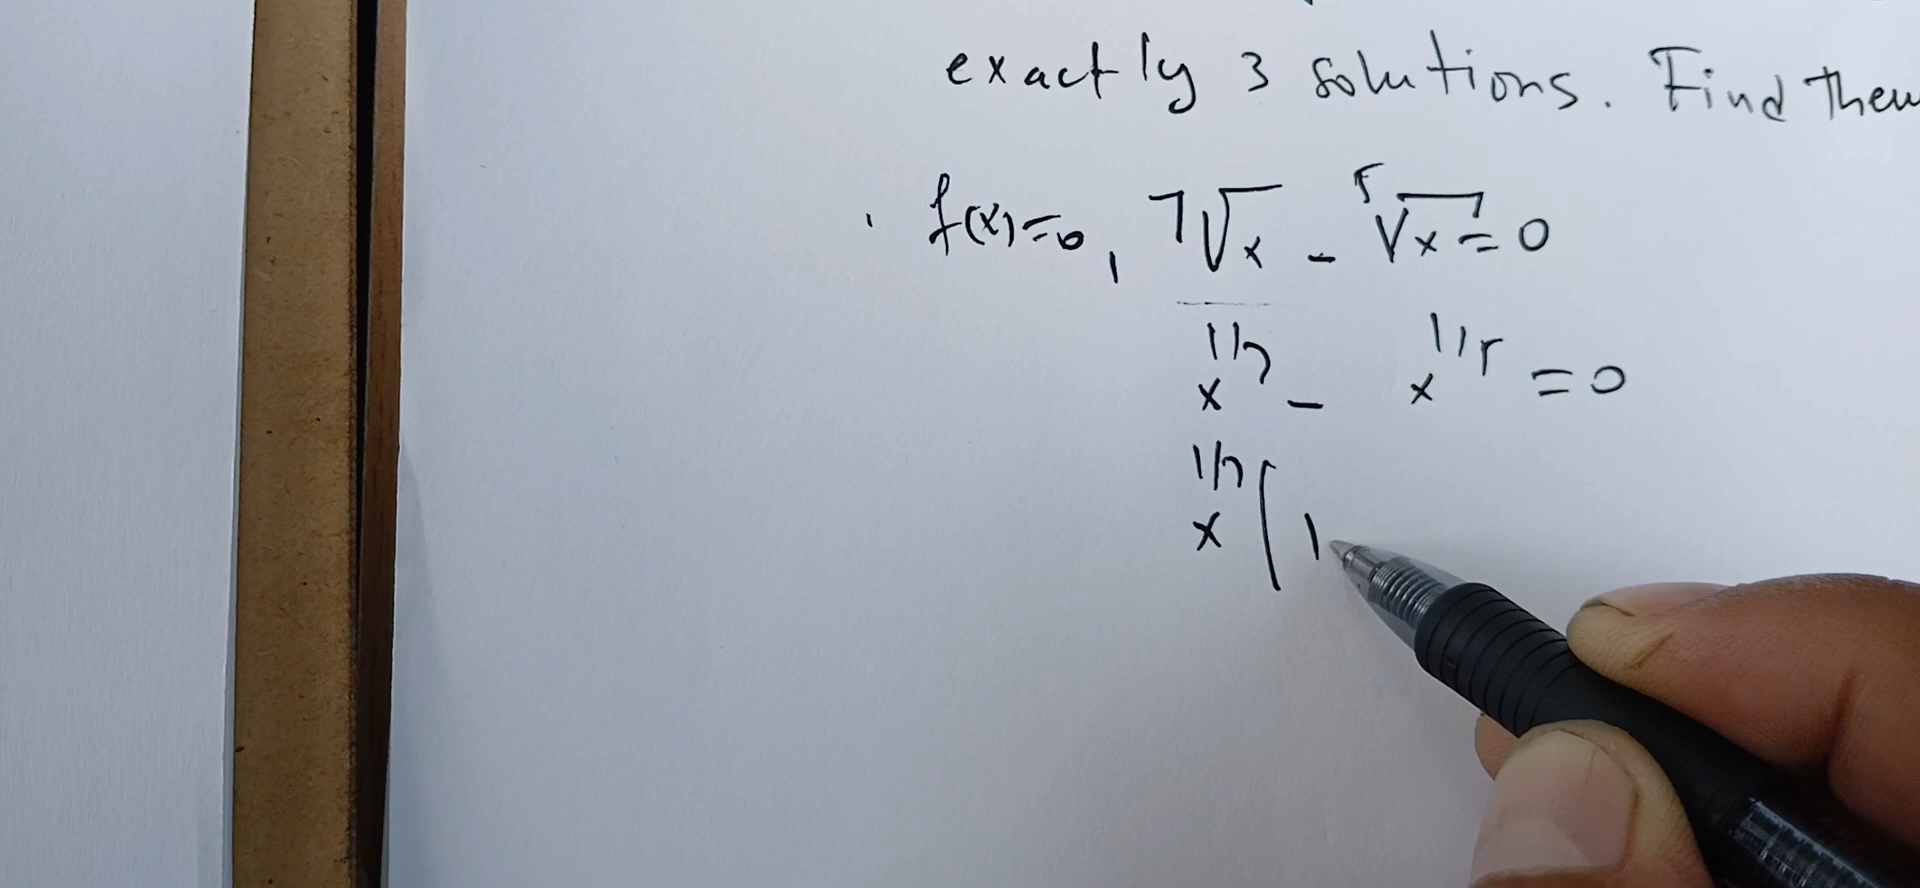 exactly 3 solutions. Find them
f(x)=0, 7√x - 5√x = 0
x^1/7 - x^1/5 = 0
x^1/7 ( 1